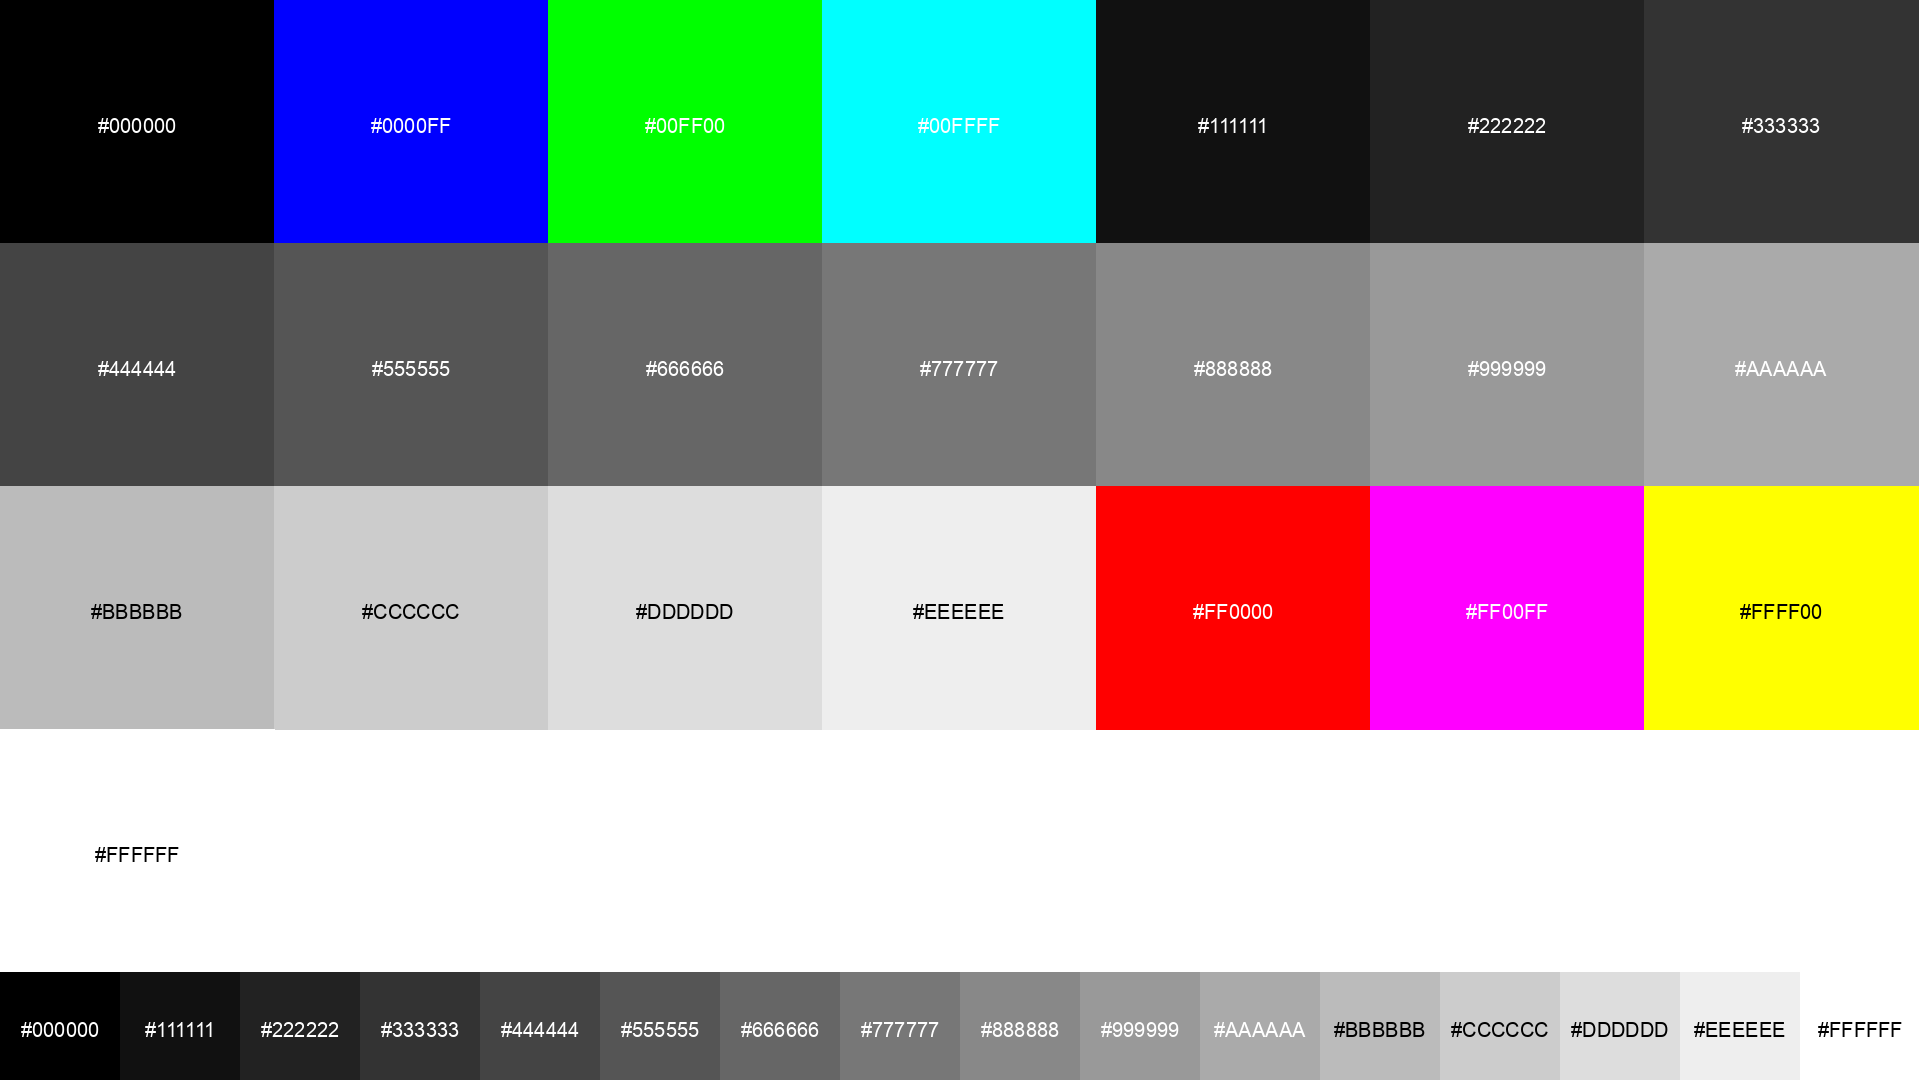 #000000 #0000FF #00FF00 #00FFFF #111111 #222222 #333333
#444444 #555555 #666666 #777777 #888888 #999999 #AAAAAA
#BBBBBB #CCCCCC #DDDDDD #EEEEEE #FF0000 #FF00FF #FFFF00
#FFFFFF
#000000 #111111 #222222 #333333 #444444 #555555 #666666 #777777 #888888 #999999 #AAAAAA #BBBBBB #CCCCCC #DDDDDD #EEEEEE #FFFFFF